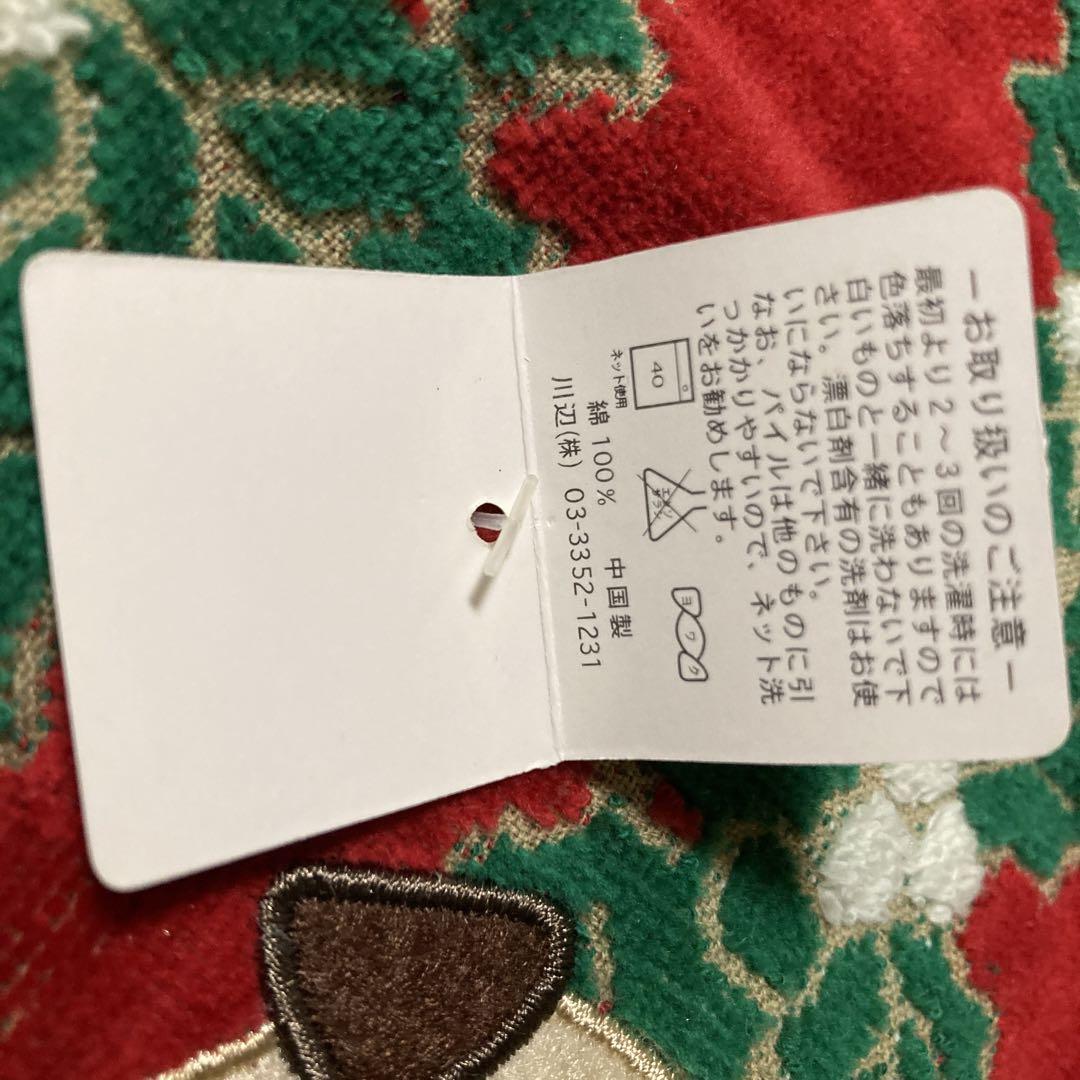 －お取り扱いのご注意－
最初より2～3回の洗濯時には
色落ちすることもありますので
白いものと一緒に洗わないで下
さい。漂白剤含有の洗剤はお使
いにならないで下さい。
なお、パイルは他のものに引
っかかりやすいので、ネット洗
いをお勧めします。
40
ネット使用
エンソ
サラシ
ヨワク
綿 100%　中国製
川辺(株) 03-3352-1231